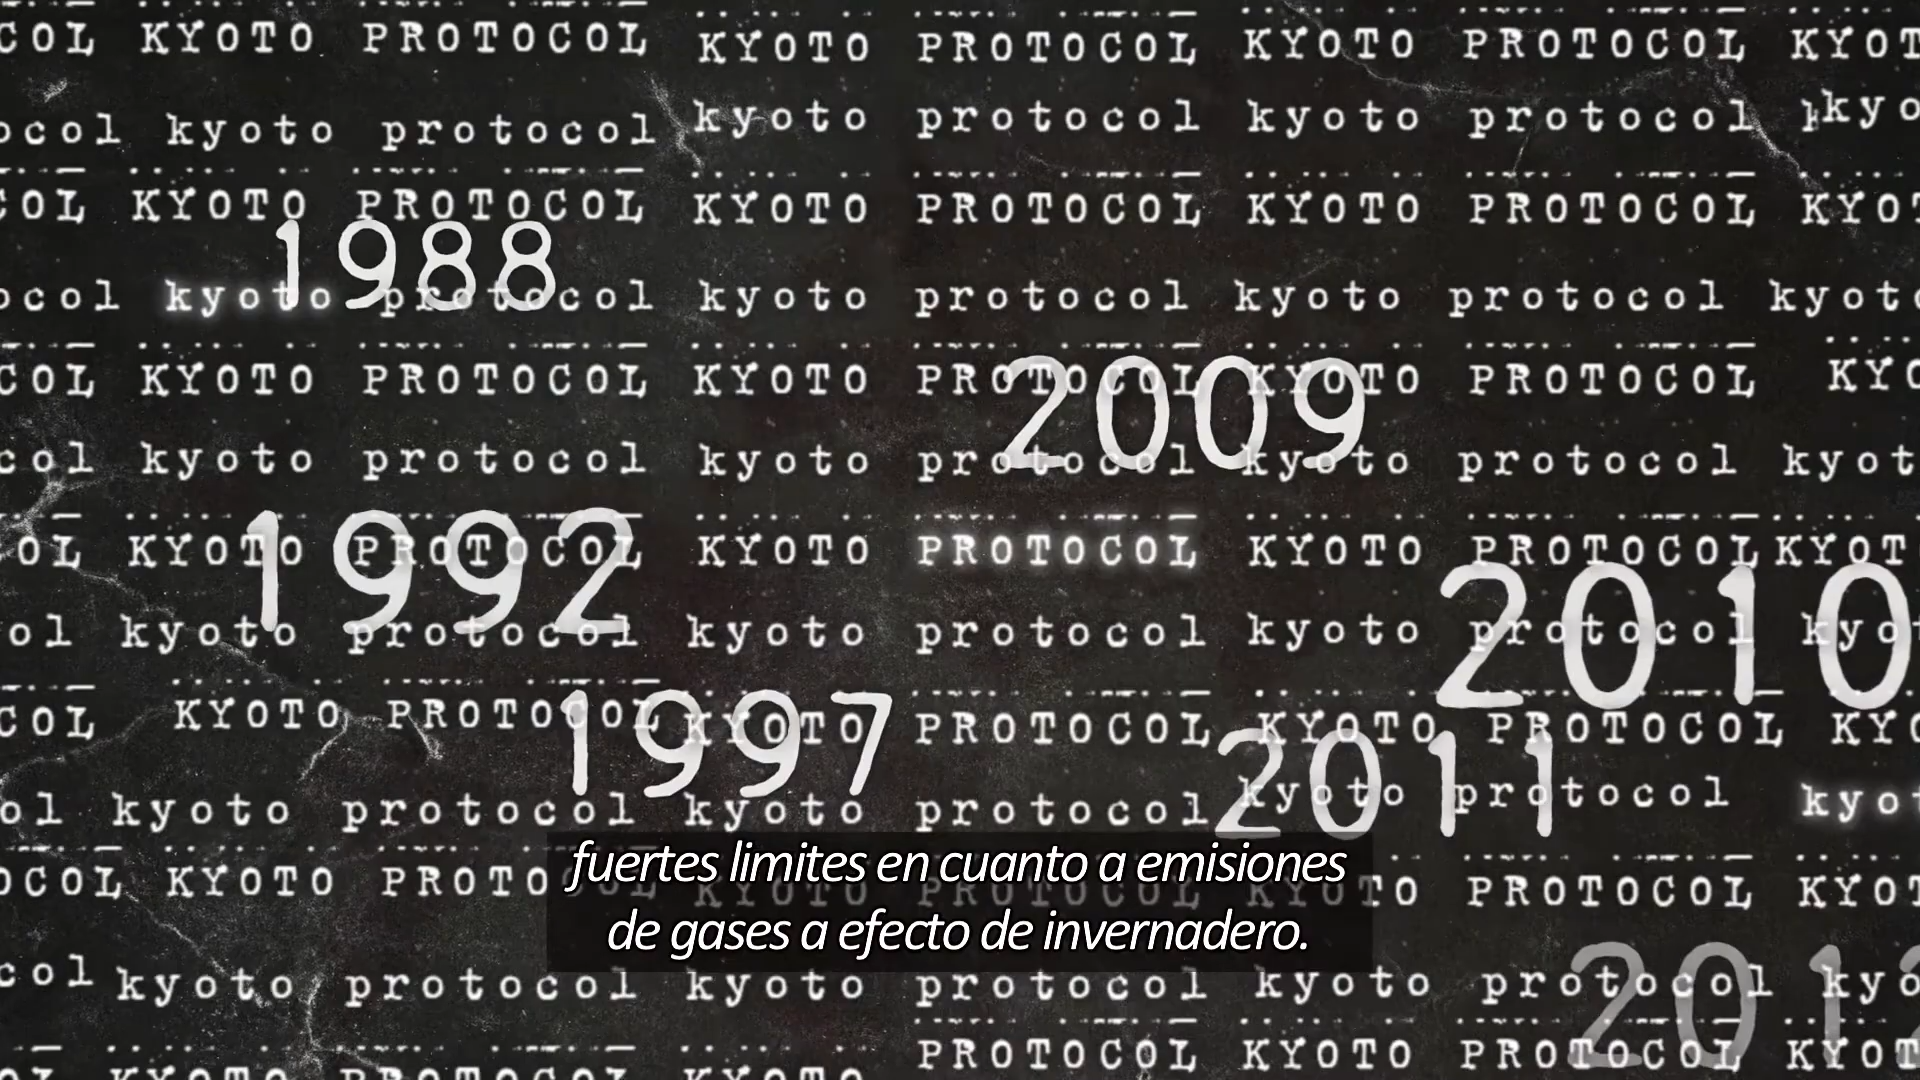 COL KYOTO PROTOCOL KYOTO PROTOCOL KYOTO PROTOCOL
ocol kyoto protocol kyoto protocol kyoto protocol kyo
COL KYOTO PROTOCOL KYOTO PROTOCOL KYOTO PROTOCOL KYOT
1988
ocol kyoto protocol kyoto protocol kyoto protocol kyoto
COL KYOTO PROTOCOL KYOTO PROTOCOL KYOTO PROTOCOL KYO
2009
col kyoto protocol kyoto protocol kyoto protocol kyot
OL KYOTO PROTOCOL KYOTO PROTOCOL KYOTO PROTOCOL KYOT
1992
2010
ol kyoto protocol kyoto protocol kyoto protocol kyo
COL KYOTO PROTOCOL KYOTO PROTOCOL KYOTO PROTOCOL KYO
1997
2011
ol kyoto protocol kyoto protocol kyoto protocol kyot
fuertes limites en cuanto a emisiones
OCOL KYOTO PROTOCOL KYOTO PROTOCOL KYOTO PROTOCOL KYOT
de gases a efecto de invernadero.
col kyoto protocol kyoto protocol kyoto protocol kyo
2012
PROTOCOL KYOTO PROTOCOL KYOT